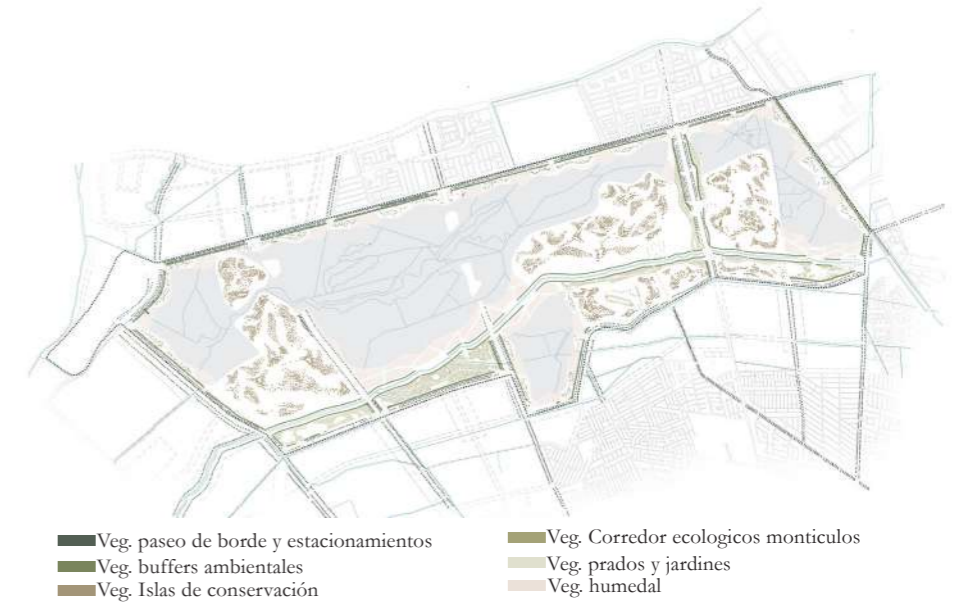 Veg. paseo de borde y estacionamientos
Veg. buffers ambientales
Veg. Islas de conservación
Veg. Corredor ecologicos monticulos
Veg. prados y jardines
Veg. humedal